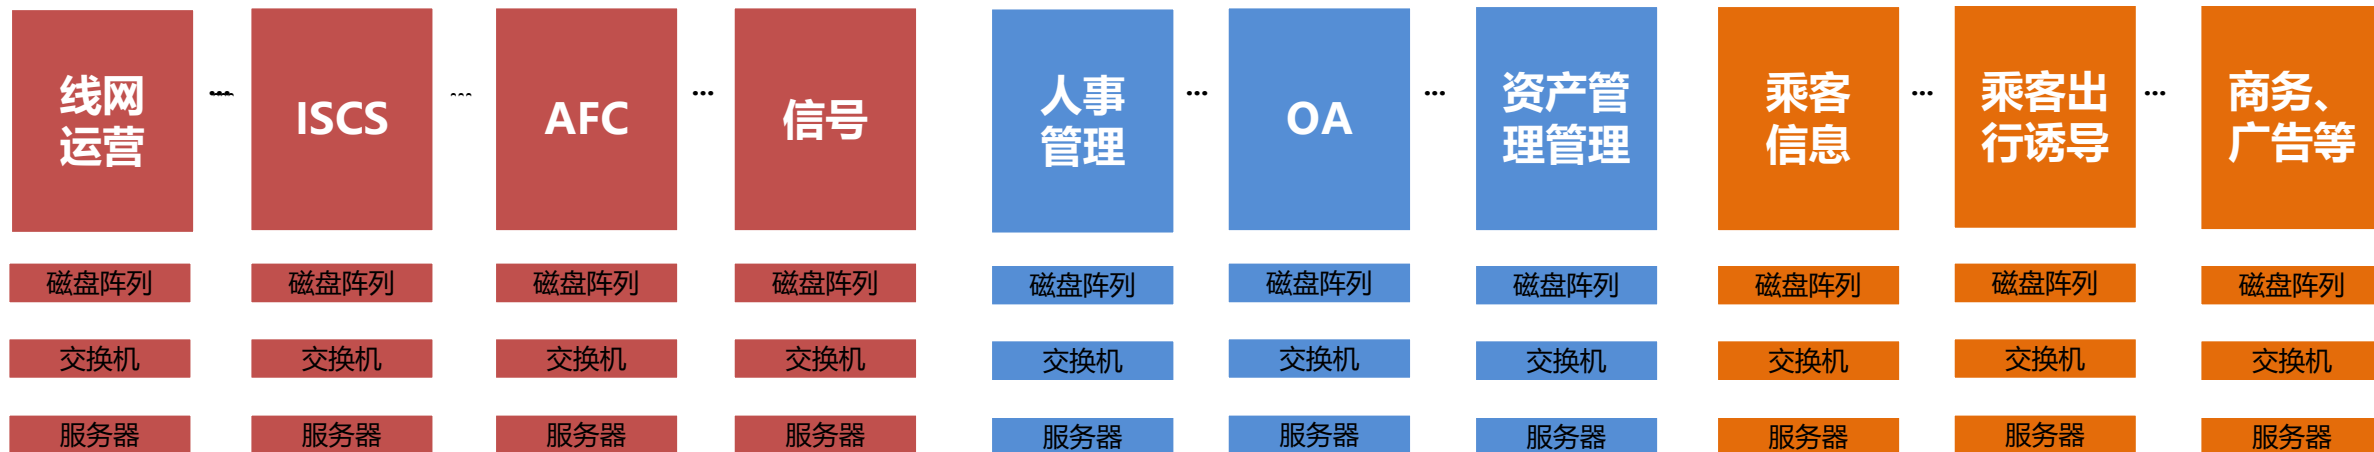 线网
运营
...
ISCS
...
AFC
...
信号
人事
管理
...
OA
...
资产管
理管理
乘客
信息
...
乘客出
行诱导
...
商务、
广告等
磁盘阵列
磁盘阵列
磁盘阵列
磁盘阵列
磁盘阵列
磁盘阵列
磁盘阵列
磁盘阵列
磁盘阵列
磁盘阵列
交换机
交换机
交换机
交换机
交换机
交换机
交换机
交换机
交换机
交换机
服务器
服务器
服务器
服务器
服务器
服务器
服务器
服务器
服务器
服务器